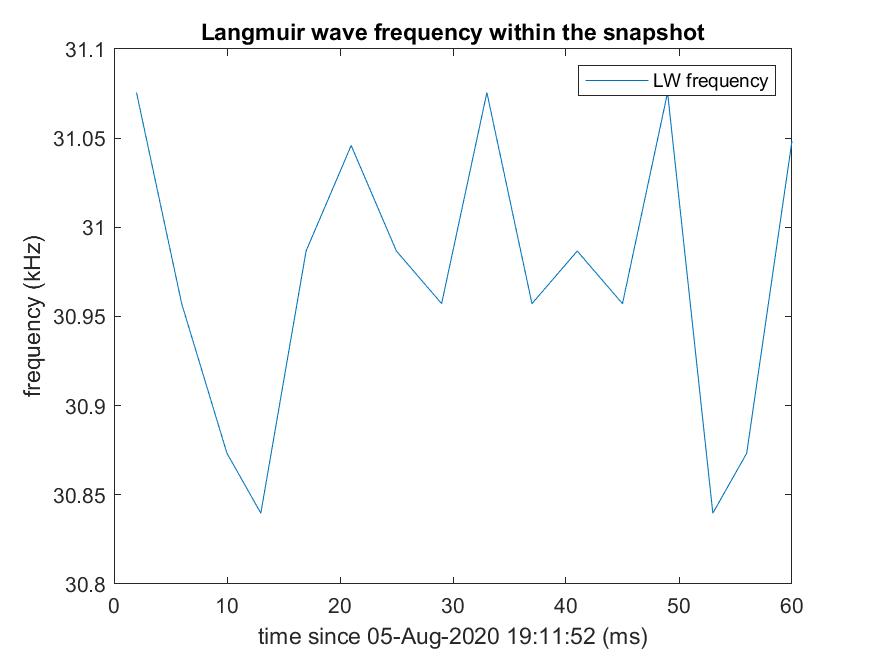 Langmuir wave frequency within the snapshot
31.1
31.05
31
30.95
30.9
30.85
30.8
frequency (kHz)
LW frequency
0 10 20 30 40 50 60
time since 05-Aug-2020 19:11:52 (ms)